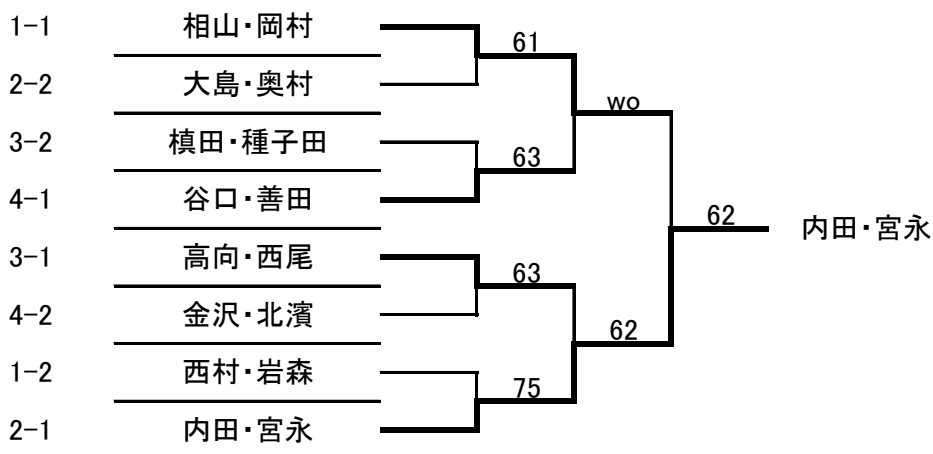 1-1 相山・岡村
61
2-2 大島・奥村
wo
3-2 槙田・種子田
63
4-1 谷口・善田
62 内田・宮永
3-1 高向・西尾
63
4-2 金沢・北濱
62
1-2 西村・岩森
75
2-1 内田・宮永